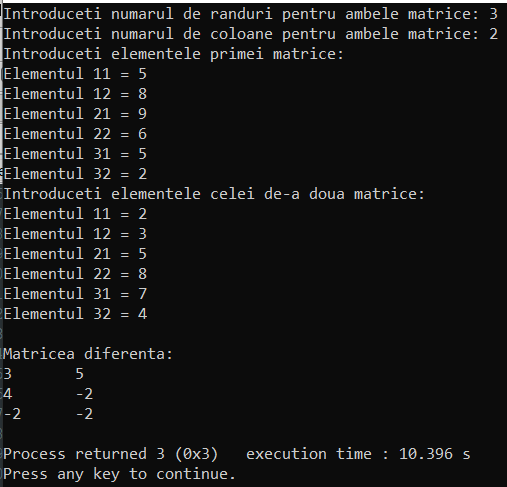 Introduceti numarul de randuri pentru ambele matrice: 3
Introduceti numarul de coloane pentru ambele matrice: 2
Introduceti elementele primei matrice:
Elementul 11 = 5
Elementul 12 = 8
Elementul 21 = 9
Elementul 22 = 6
Elementul 31 = 5
Elementul 32 = 2
Introduceti elementele celei de-a doua matrice:
Elementul 11 = 2
Elementul 12 = 3
Elementul 21 = 5
Elementul 22 = 8
Elementul 31 = 7
Elementul 32 = 4

Matricea diferenta:
3       5
4       -2
-2      -2

Process returned 3 (0x3)   execution time : 10.396 s
Press any key to continue.